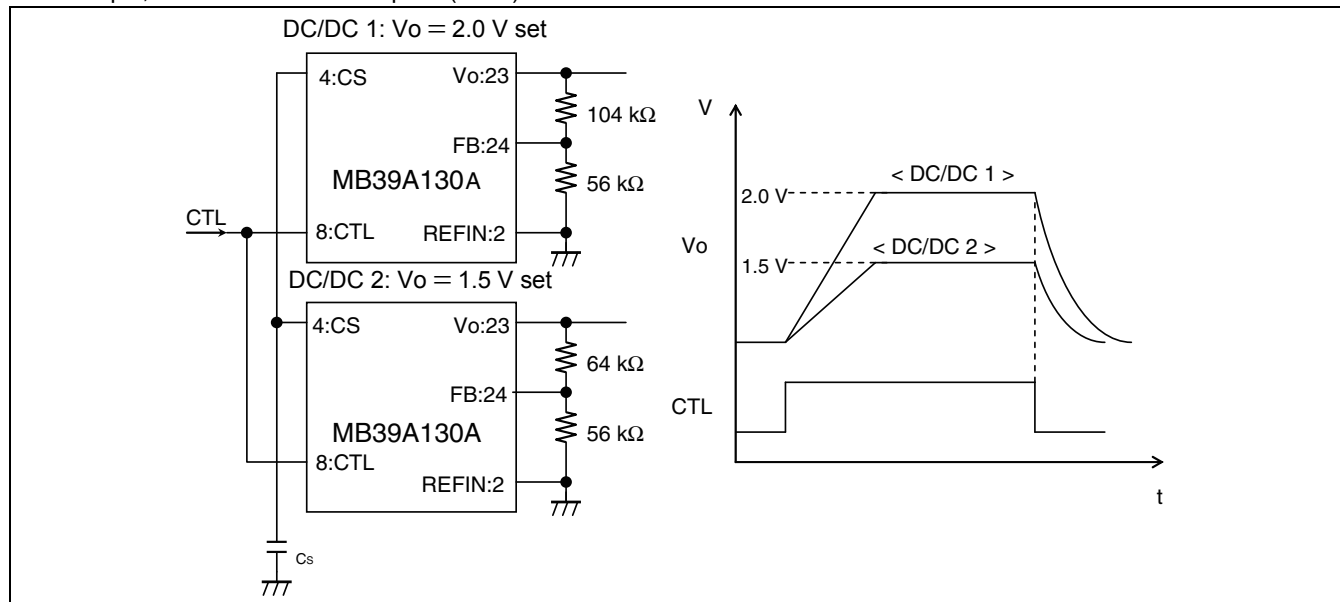 DC/DC 1: Vo = 2.0 V set
4:CS
Vo:23
104 kΩ
FB:24
MB39A130A
56 kΩ
CTL
8:CTL
REFIN:2
DC/DC 2: Vo = 1.5 V set
4:CS
Vo:23
64 kΩ
FB:24
MB39A130A
56 kΩ
8:CTL
REFIN:2
Cs
V
< DC/DC 1 >
2.0 V
Vo
< DC/DC 2 >
1.5 V
CTL
t